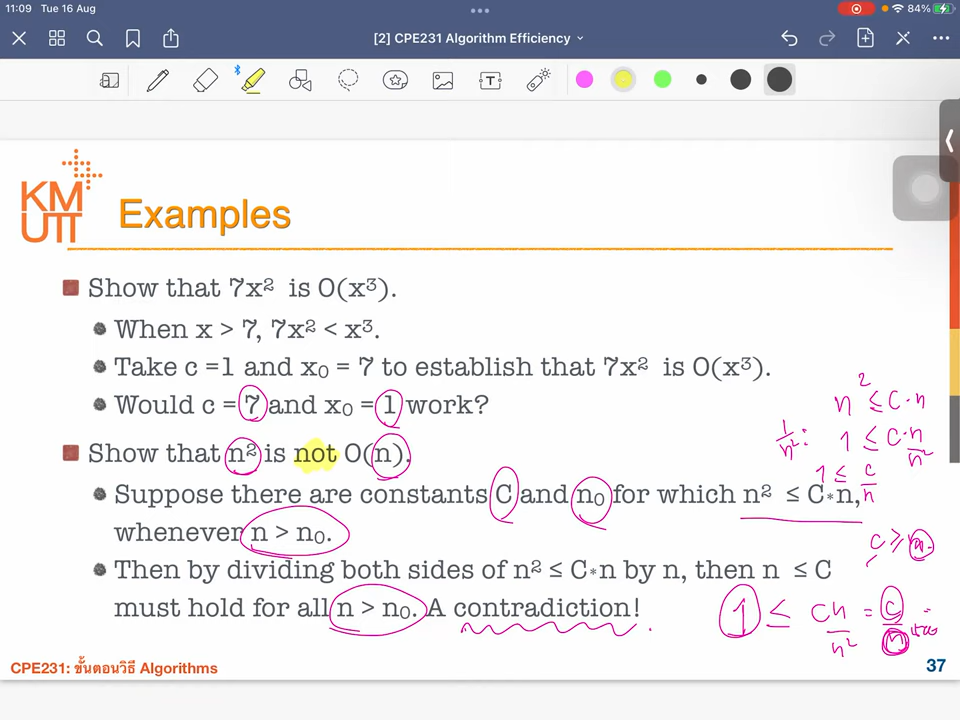 11:09 Tue 16 Aug
84%
[2] CPE231 Algorithm Efficiency
KM
UTT
Examples
Show that 7x² is O(x³).
When x > 7, 7x² < x³.
Take c =1 and x₀ = 7 to establish that 7x² is O(x³).
Would c = 7 and x₀ = 1 work?
n² ≤ C·n
1/n²: 1 ≤ C·n/n²
Show that n² is not O(n).
1 ≤ c/n
Suppose there are constants C and n₀ for which n² ≤ C*n,
whenever n > n₀.
c ≥ n.
Then by dividing both sides of n² ≤ C*n by n, then n ≤ C
must hold for all n > n₀. A contradiction!
1 ≤ cn/n² = c/n
CPE231: ขั้นตอนวิธี Algorithms
37